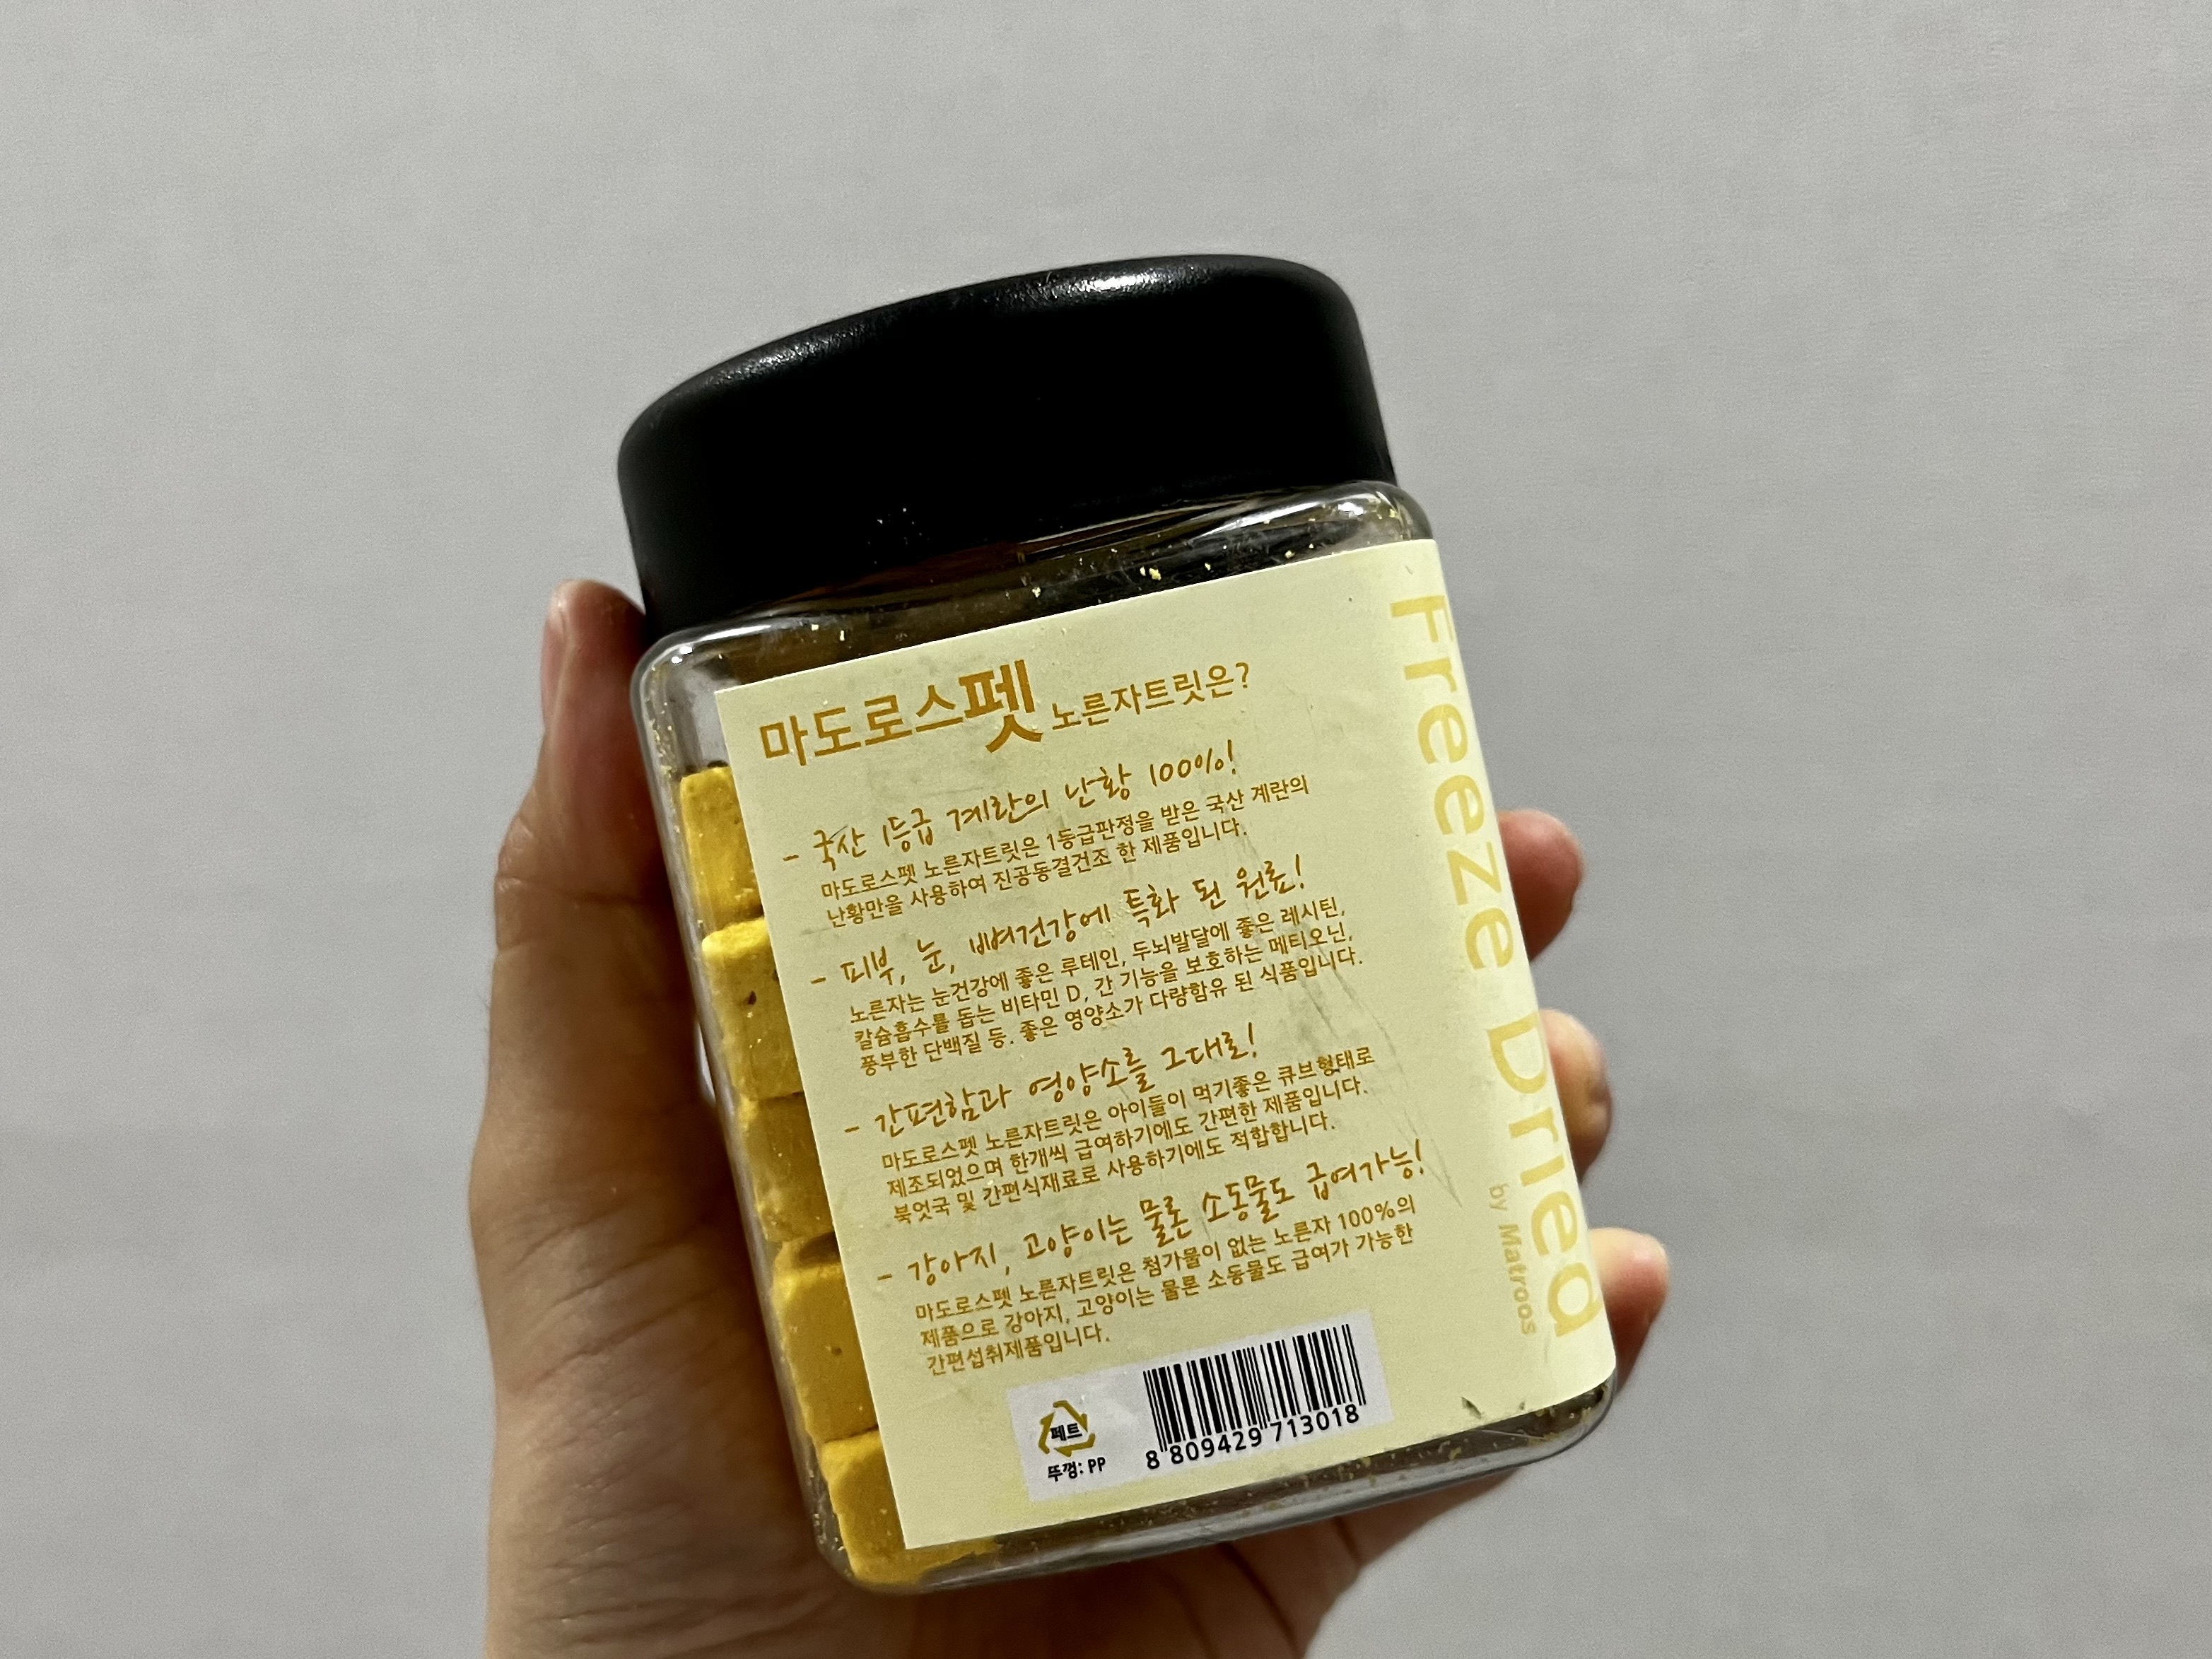 마도로스펫 노른자트릿은?
- 국산 1등급 계란의 난황 100%!
마도로스펫 노른자트릿은 1등급판정을 받은 국산 계란의
난황만을 사용하여 진공동결건조 한 제품입니다.
- 피부, 눈, 뼈건강에 특화 된 원료!
노른자는 눈건강에 좋은 루테인, 두뇌발달에 좋은 레시틴,
칼슘흡수를 돕는 비타민 D, 간 기능을 보호하는 메티오닌,
풍부한 단백질 등. 좋은 영양소가 다량함유 된 식품입니다.
- 간편함과 영양소를 그대로!
마도로스펫 노른자트릿은 아이들이 먹기좋은 큐브형태로
제조되었으며 한개씩 급여하기에도 간편한 제품입니다.
북엇국 및 간편식재료로 사용하기에도 적합합니다.
- 강아지, 고양이는 물론 소동물도 급여가능!
마도로스펫 노른자트릿은 첨가물이 없는 노른자 100%의
제품으로 강아지, 고양이는 물론 소동물도 급여가 가능한
간편섭취제품입니다.
페트
뚜껑: PP
8 809429 713018
Freeze Dried
by Matroos